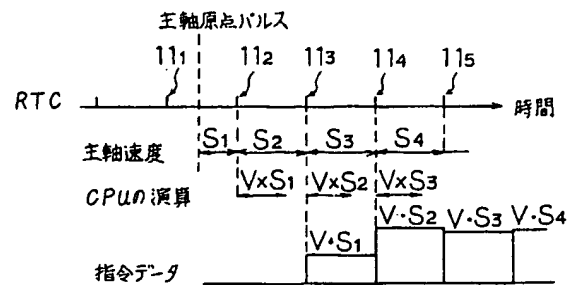 主軸原点パルス
11₁ 11₂ 11₃ 11₄ 11₅
RTC 時間
主軸速度 S1 S2 S3 S4
CPUの演算 V×S1 V×S2 V×S3
V・S1 V・S2 V・S3 V・S4
指令データ